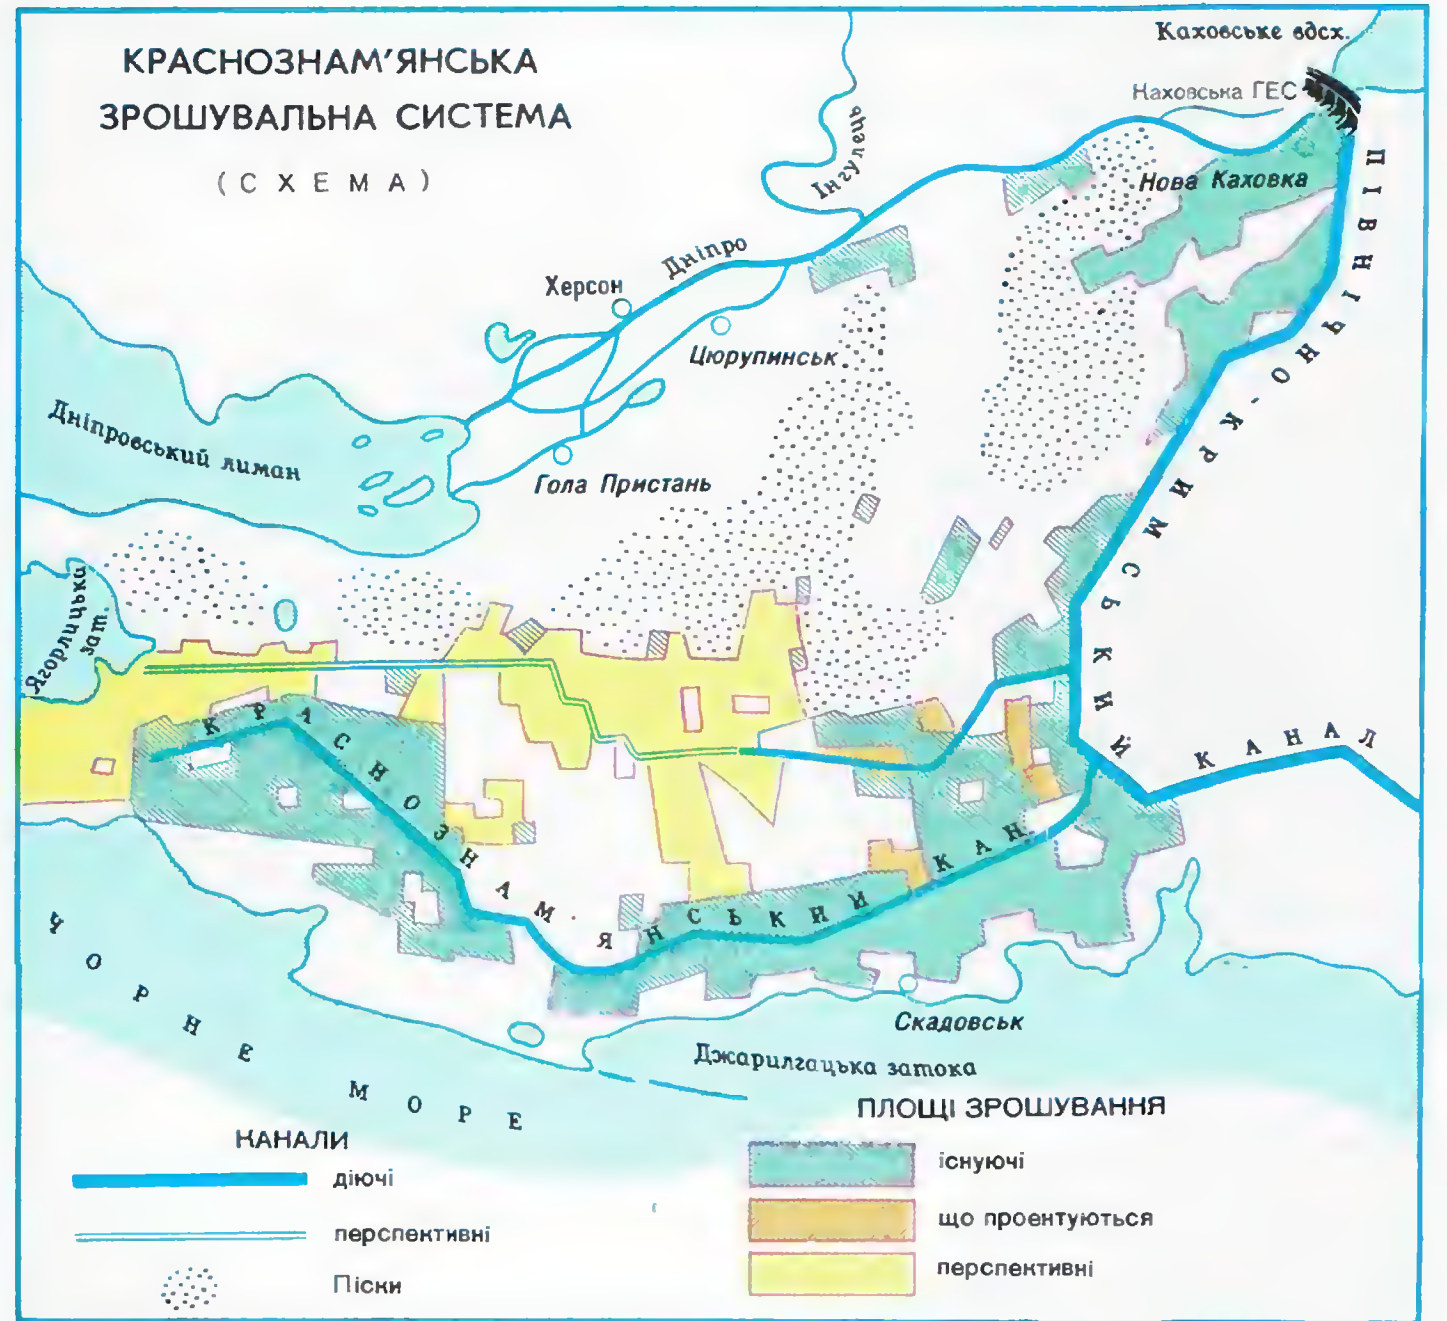 КРАСНОЗНАМ'ЯНСЬКА
ЗРОШУВАЛЬНА СИСТЕМА
(СХЕМА)
Каховське вдсх.
Наховська ГЕС
Нова Каховка
Інгулець
Дніпро
Херсон
Цюрупинськ
Гола Пристань
Дніпровський лиман
Ягорлицька
зат.
ПІВНІЧНО-КРИМСЬКИЙ КАНАЛ
КРАСНОЗНАМ'ЯНСЬКИЙ КАН.
Скадовськ
Джарилгацька затока
ЧОРНЕ МОРЕ
КАНАЛИ
діючі
перспективні
Піски
ПЛОЩІ ЗРОШУВАННЯ
існуючі
що проентуються
перспективні